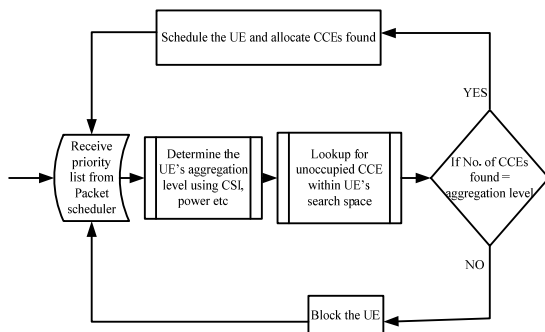 Schedule the UE and allocate CCEs found
YES
Receive
priority
list from
Packet
scheduler
Determine the
UE's aggregation
level using CSI,
power etc
Lookup for
unoccupied CCE
within UE's
search space
If No. of CCEs
found =
aggregation level
NO
Block the UE